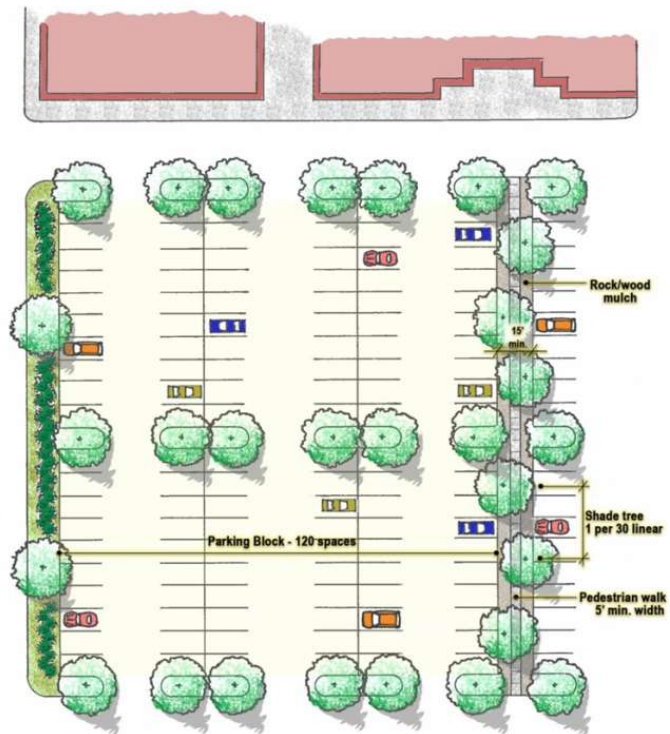 Rock/wood
mulch
15'
min.
Shade tree
1 per 30 linear
Parking Block - 120 spaces
Pedestrian walk
5' min. width